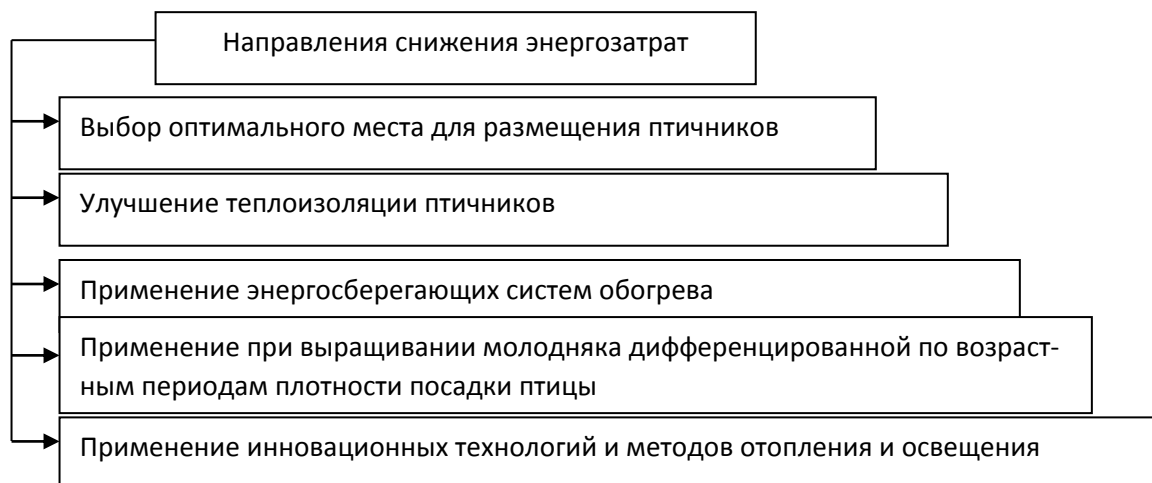 Направления снижения энергозатрат
Выбор оптимального места для размещения птичников
Улучшение теплоизоляции птичников
Применение энергосберегающих систем обогрева
Применение при выращивании молодняка дифференцированной по возраст-
ным периодам плотности посадки птицы
Применение инновационных технологий и методов отопления и освещения